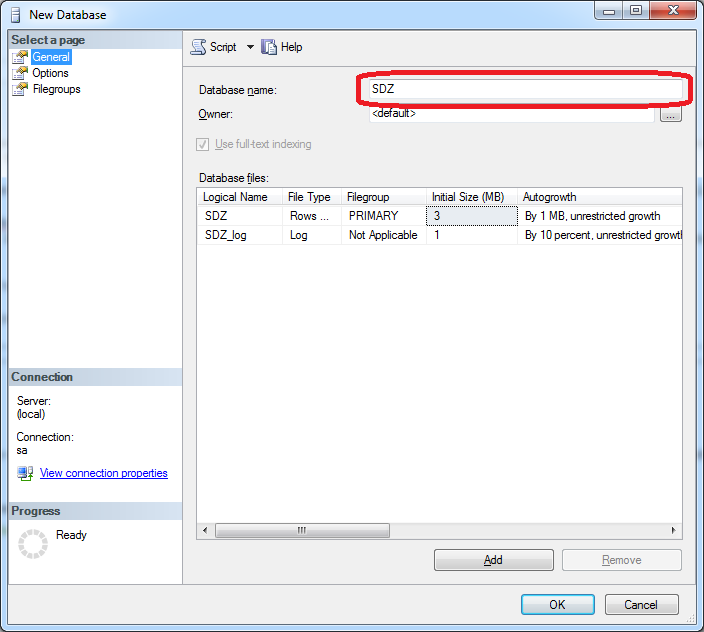 New Database
Select a page
General
Options
Filegroups
Script Help
Database name: SDZ
Owner: <default> ...
Use full-text indexing
Database files:
Logical Name File Type Filegroup Initial Size (MB) Autogrowth
SDZ Rows ... PRIMARY 3 By 1 MB, unrestricted growth
SDZ_log Log Not Applicable 1 By 10 percent, unrestricted growth
Connection
Server:
(local)
Connection:
sa
View connection properties
Progress
Ready
Add Remove
OK Cancel